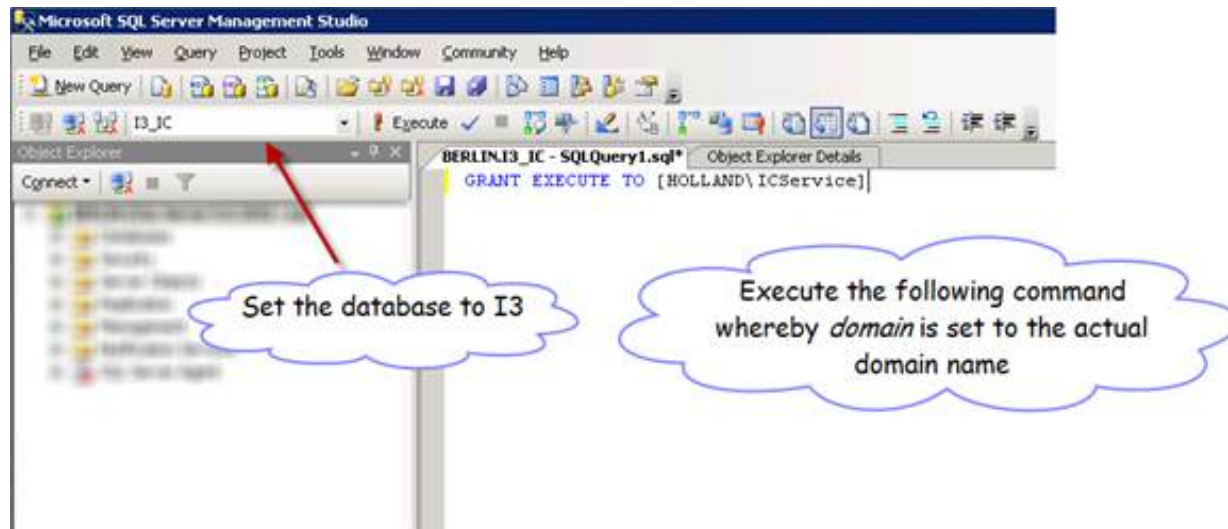 Microsoft SQL Server Management Studio
File Edit View Query Project Tools Window Community Help
New Query
I3_IC Execute
Object Explorer
BERLIN.I3_IC - SQLQuery1.sql* Object Explorer Details
Connect
GRANT EXECUTE TO [HOLLAND\ICService]
Set the database to I3
Execute the following command
whereby domain is set to the actual
domain name